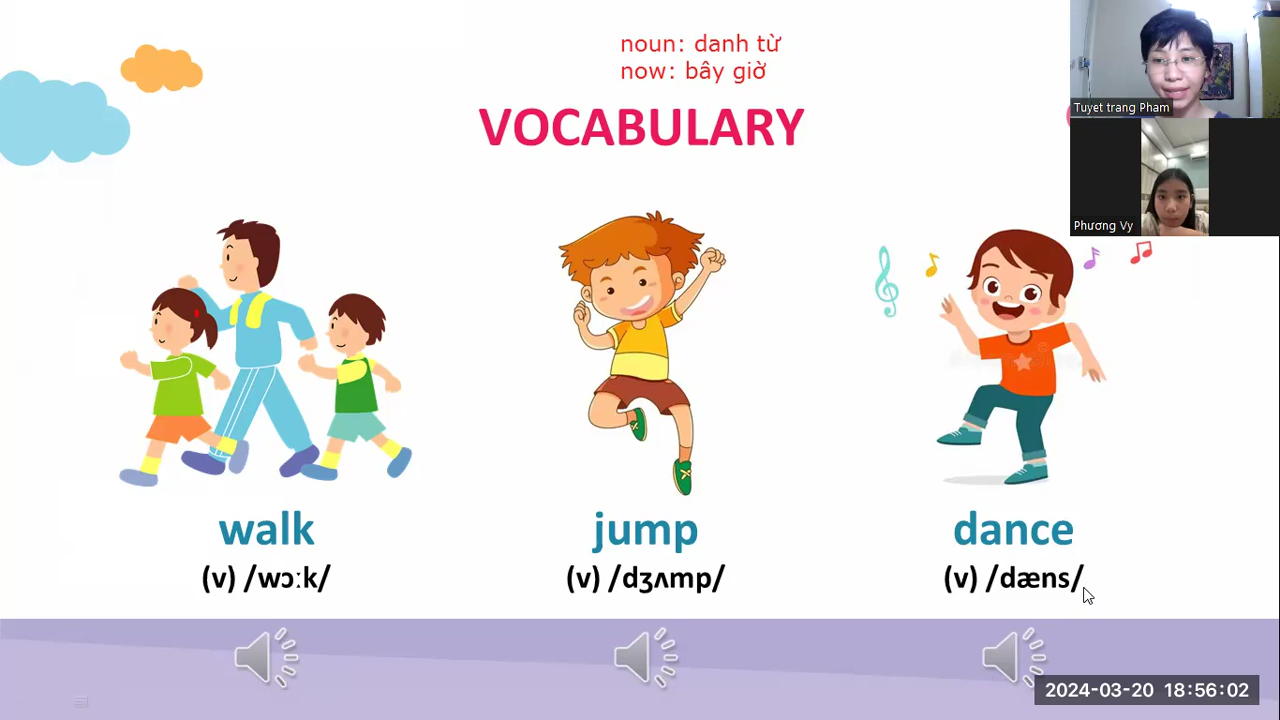 noun: danh từ
now: bây giờ
VOCABULARY
Tuyet trang Pham
Phương Vy
walk
(v) /wɔːk/
jump
(v) /dʒʌmp/
dance
(v) /dæns/
2024-03-20 18:56:02